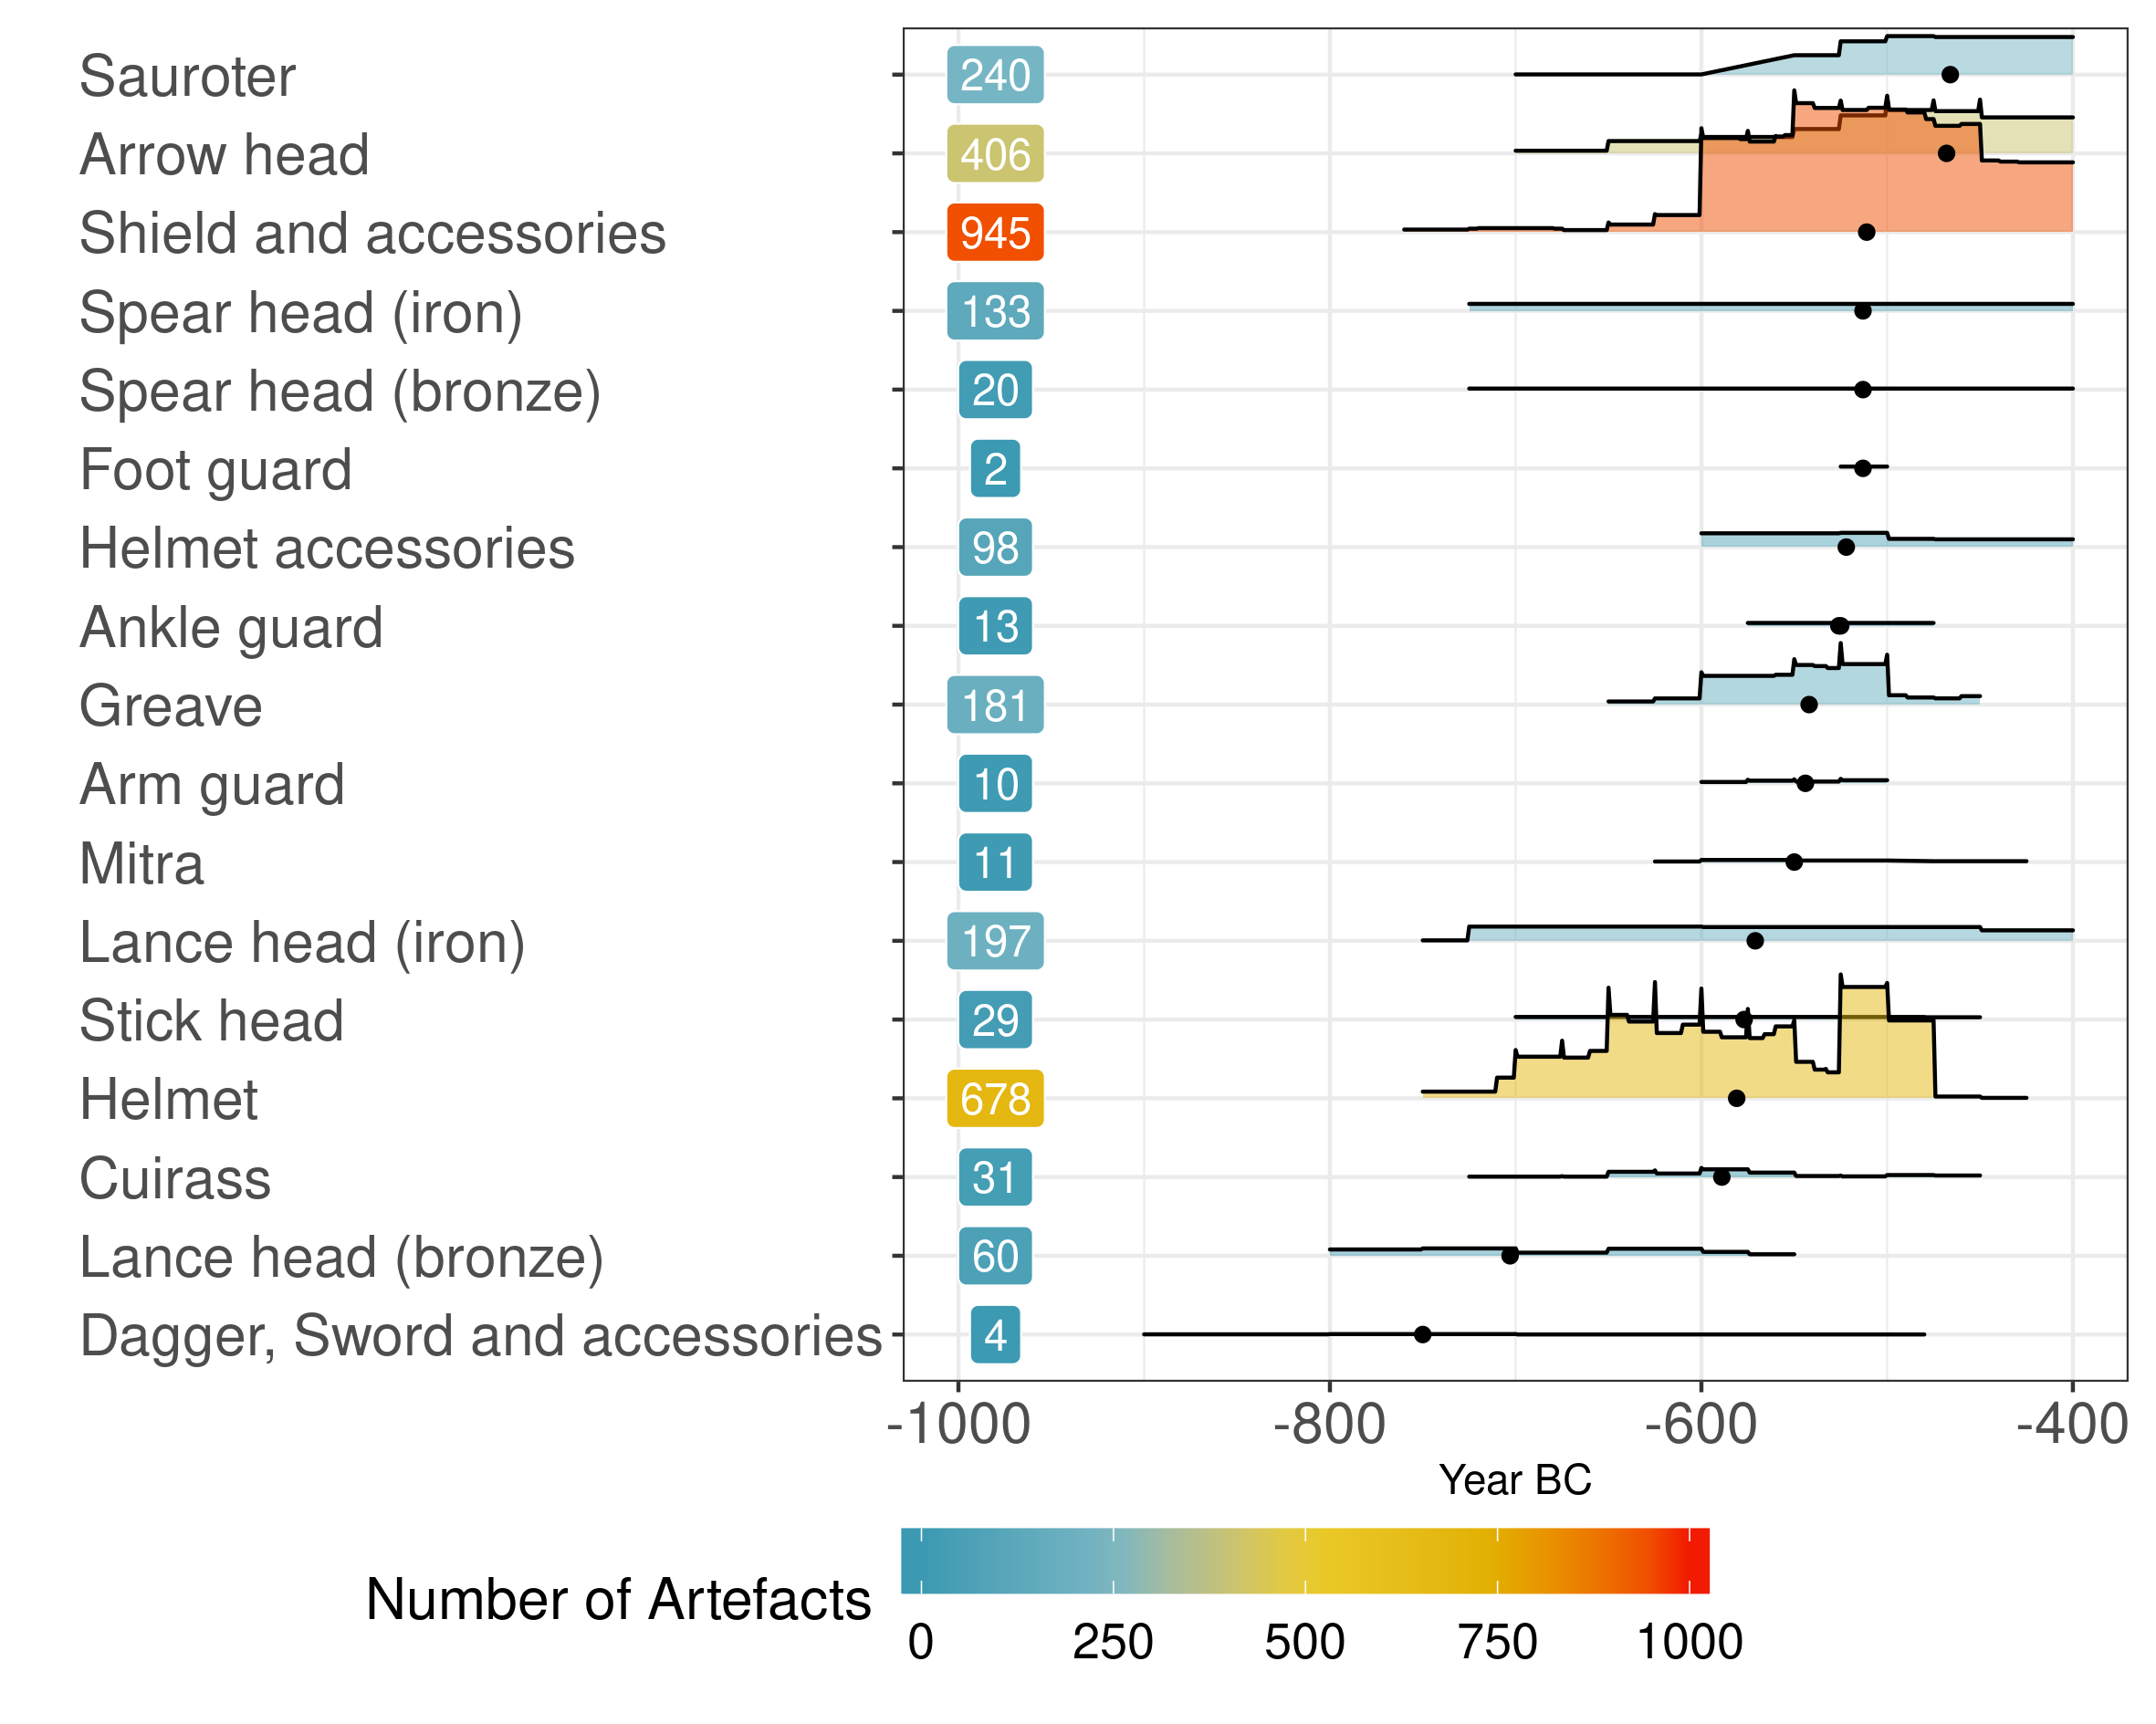 Sauroter 240
Arrow head 406
Shield and accessories 945
Spear head (iron) 133
Spear head (bronze) 20
Foot guard 2
Helmet accessories 98
Ankle guard 13
Greave 181
Arm guard 10
Mitra 11
Lance head (iron) 197
Stick head 29
Helmet 678
Cuirass 31
Lance head (bronze) 60
Dagger, Sword and accessories 4
-1000 -800 -600 -400
Year BC
Number of Artefacts
0 250 500 750 1000